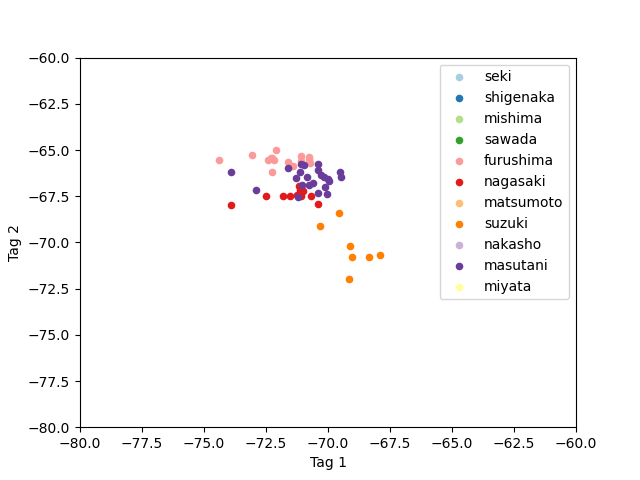 −60.0
−62.5
−65.0
−67.5
−70.0
−72.5
−75.0
−77.5
−80.0
Tag 2
−80.0 −77.5 −75.0 −72.5 −70.0 −67.5 −65.0 −62.5 −60.0
Tag 1
seki
shigenaka
mishima
sawada
furushima
nagasaki
matsumoto
suzuki
nakasho
masutani
miyata